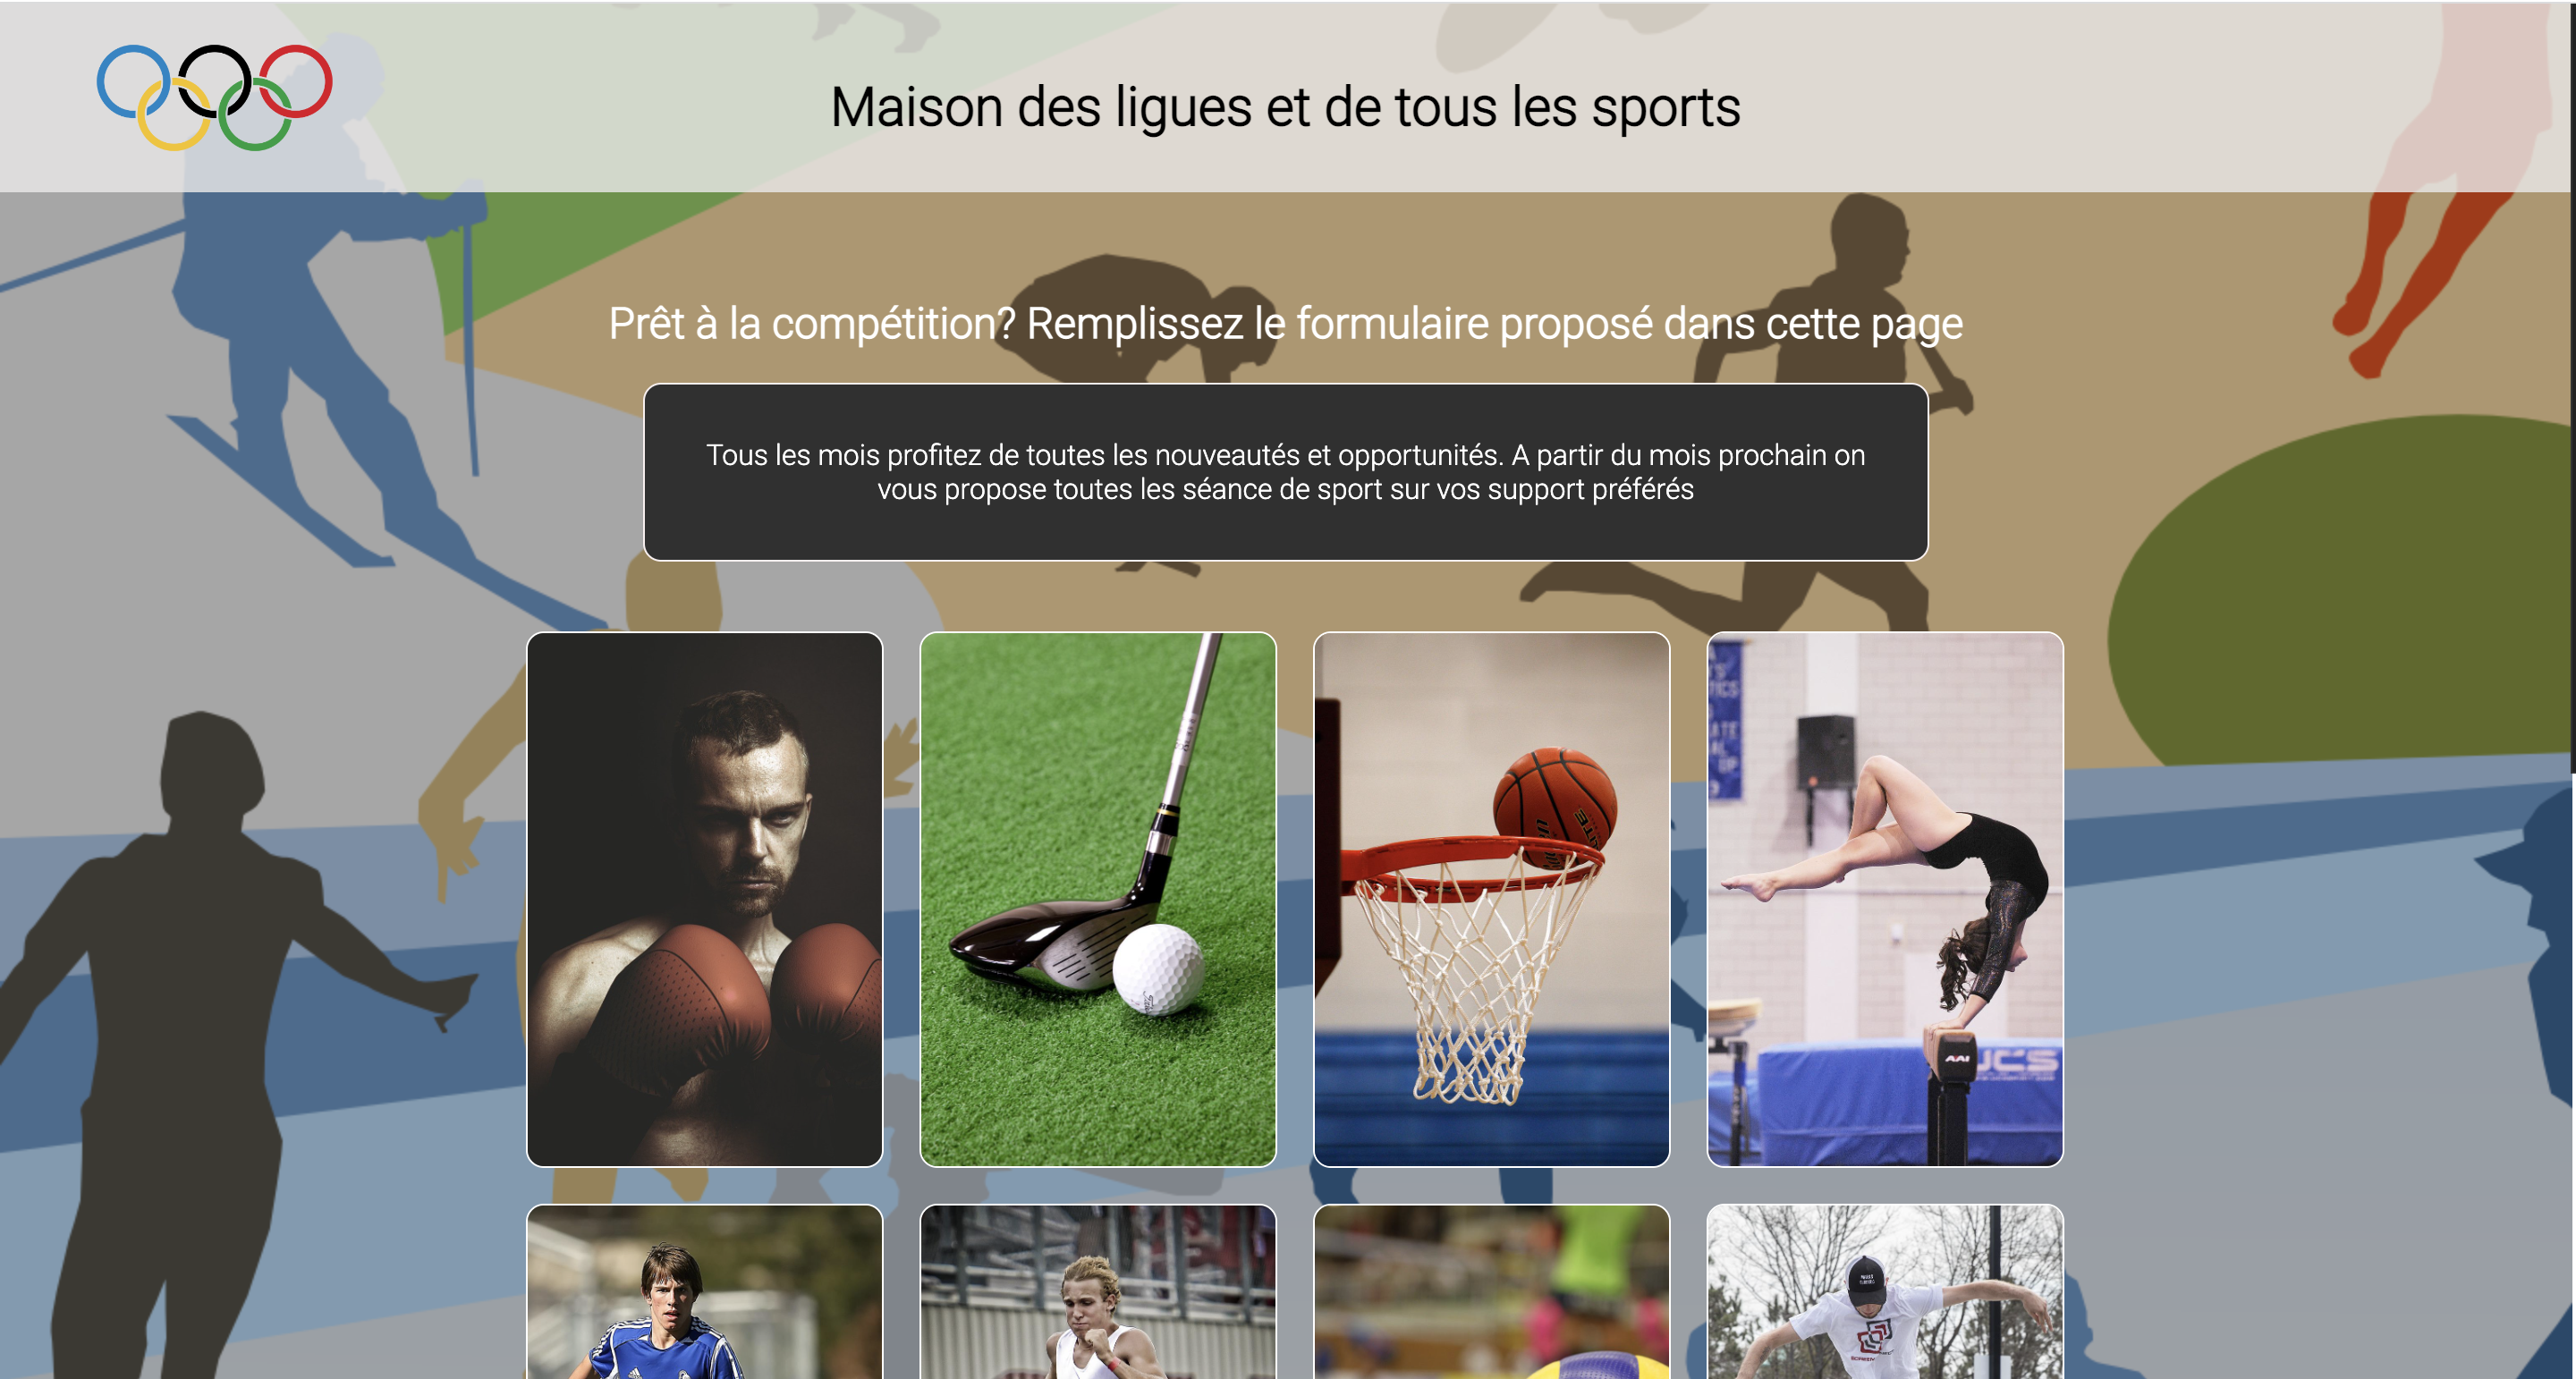 Maison des ligues et de tous les sports
Prêt à la compétition? Remplissez le formulaire proposé dans cette page
Tous les mois profitez de toutes les nouveautés et opportunités. A partir du mois prochain on
vous propose toutes les séance de sport sur vos support préférés
AAI